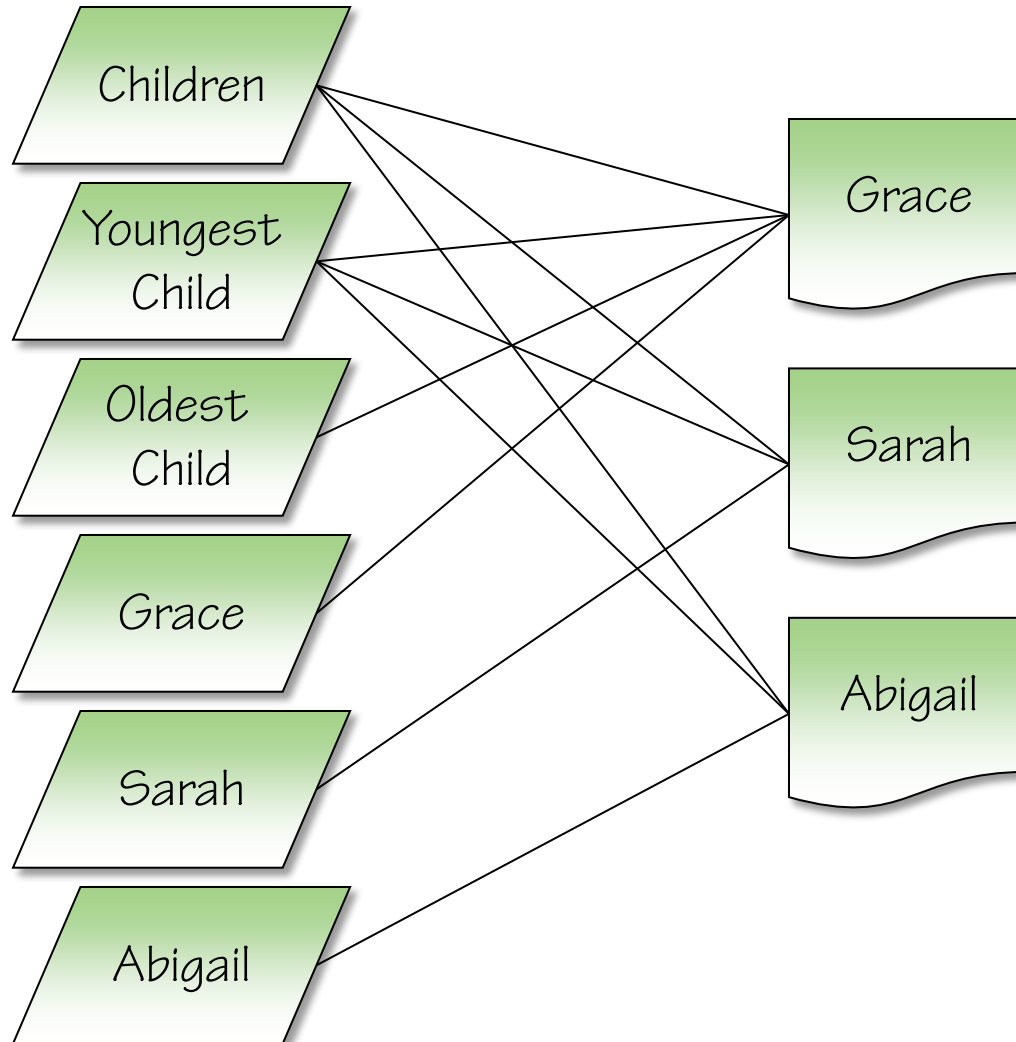 Children
Youngest
Child
Oldest
Child
Grace
Sarah
Abigail
Grace
Sarah
Abigail